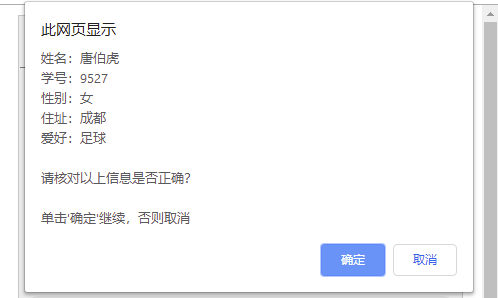 此网页显示
姓名：唐伯虎
学号：9527
性别：女
住址：成都
爱好：足球
请核对以上信息是否正确？
单击'确定'继续，否则取消
确定
取消